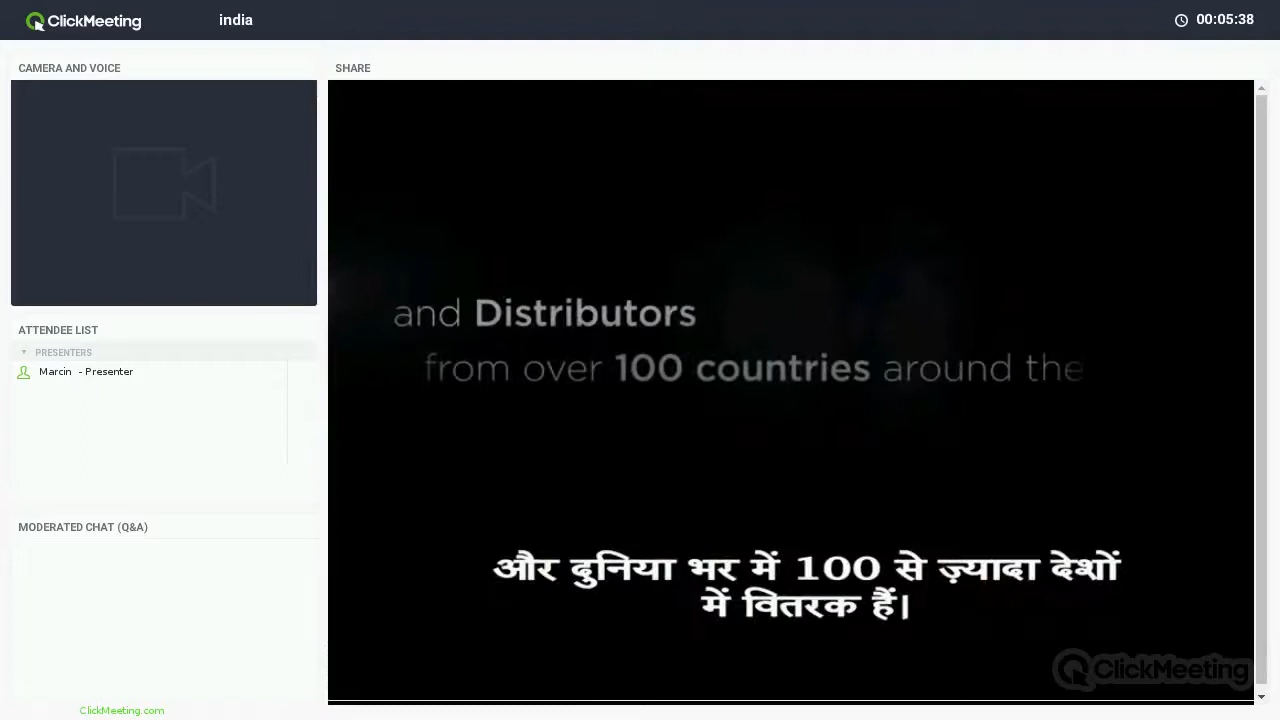 ClickMeeting
india
00:05:38
CAMERA AND VOICE
SHARE
and Distributors
from over 100 countries around the
ATTENDEE LIST
PRESENTERS
Marcin - Presenter
MODERATED CHAT (Q&A)
और दुनिया भर में 100 से ज़्यादा देशों
में वितरक हैं।
ClickMeeting
ClickMeeting.com